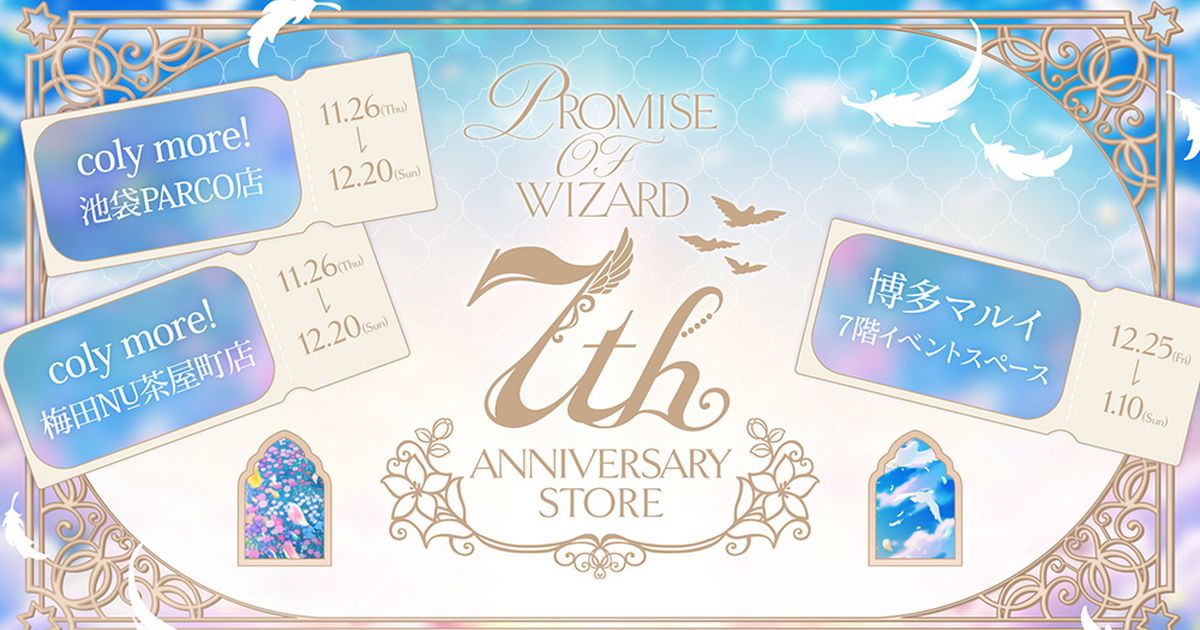 coly more!
池袋PARCO店
11.26(Thu)
↓
12.20(Sun)
coly more!
梅田NU茶屋町店
11.26(Thu)
↓
12.20(Sun)
PROMISE
OF
WIZARD
7th
ANNIVERSARY
STORE
博多マルイ
7階イベントスペース
12.25(Fri)
↓
1.10(Sun)